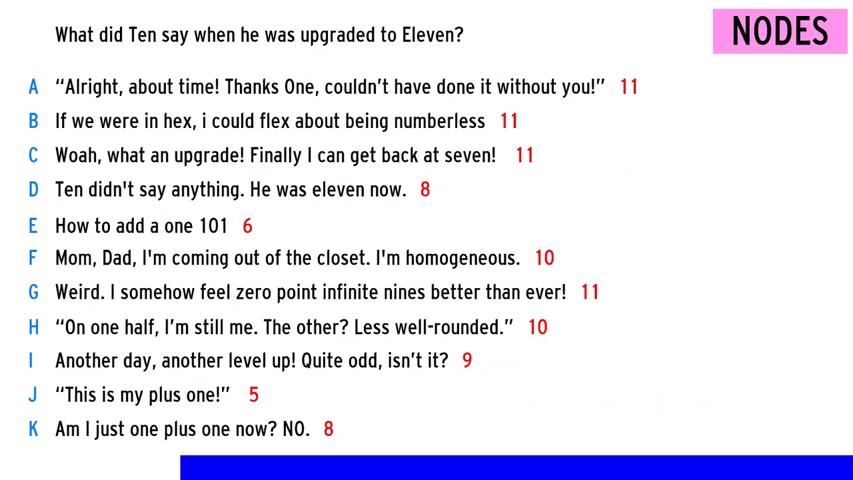 What did Ten say when he was upgraded to Eleven?
NODES
A “Alright, about time! Thanks One, couldn’t have done it without you!” 11
B If we were in hex, i could flex about being numberless 11
C Woah, what an upgrade! Finally I can get back at seven! 11
D Ten didn't say anything. He was eleven now. 8
E How to add a one 101 6
F Mom, Dad, I'm coming out of the closet. I'm homogeneous. 10
G Weird. I somehow feel zero point infinite nines better than ever! 11
H “On one half, I’m still me. The other? Less well-rounded.” 10
I Another day, another level up! Quite odd, isn’t it? 9
J “This is my plus one!” 5
K Am I just one plus one now? NO. 8